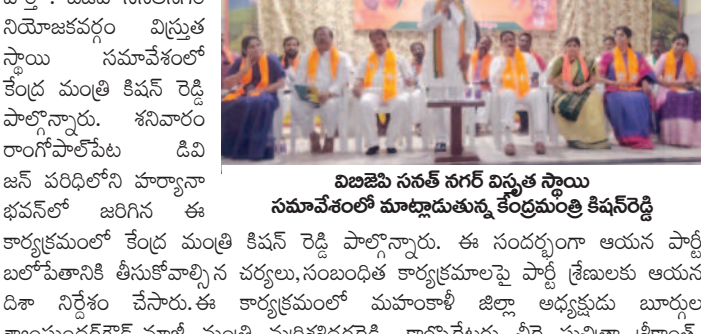 నియోజకవర్గం విస్త్రుత
స్థాయి సమావేశంలో
కేంద్ర మంత్రి కిషన్ రెడ్డి
పాల్గొన్నారు. శనివారం
రాంగోపాల్‌పేట డివి
జన్ పరిధిలోని హర్యానా
భవన్‌లో జరిగిన ఈ
విబిజెపి సనత్ నగర్ విస్తృత స్థాయి
సమావేశంలో మాట్లాడుతున్న కేంద్రమంత్రి కిషన్‌రెడ్డి
కార్యక్రమంలో కేంద్ర మంత్రి కిషన్ రెడ్డి పాల్గొన్నారు. ఈ సందర్భంగా ఆయన పార్టీ
బలోపేతానికి తీసుకోవాల్సిన చర్యలు,సంబంధిత కార్యక్రమాలపై పార్టీ శ్రేణులకు ఆయన
దిశా నిర్దేశం చేసారు.ఈ కార్యక్రమంలో మహంకాళీ జిల్లా అధ్యక్షుడు బూర్గుల